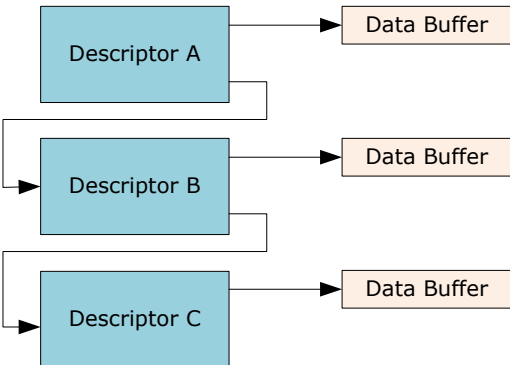 Descriptor A
Data Buffer
Descriptor B
Data Buffer
Descriptor C
Data Buffer